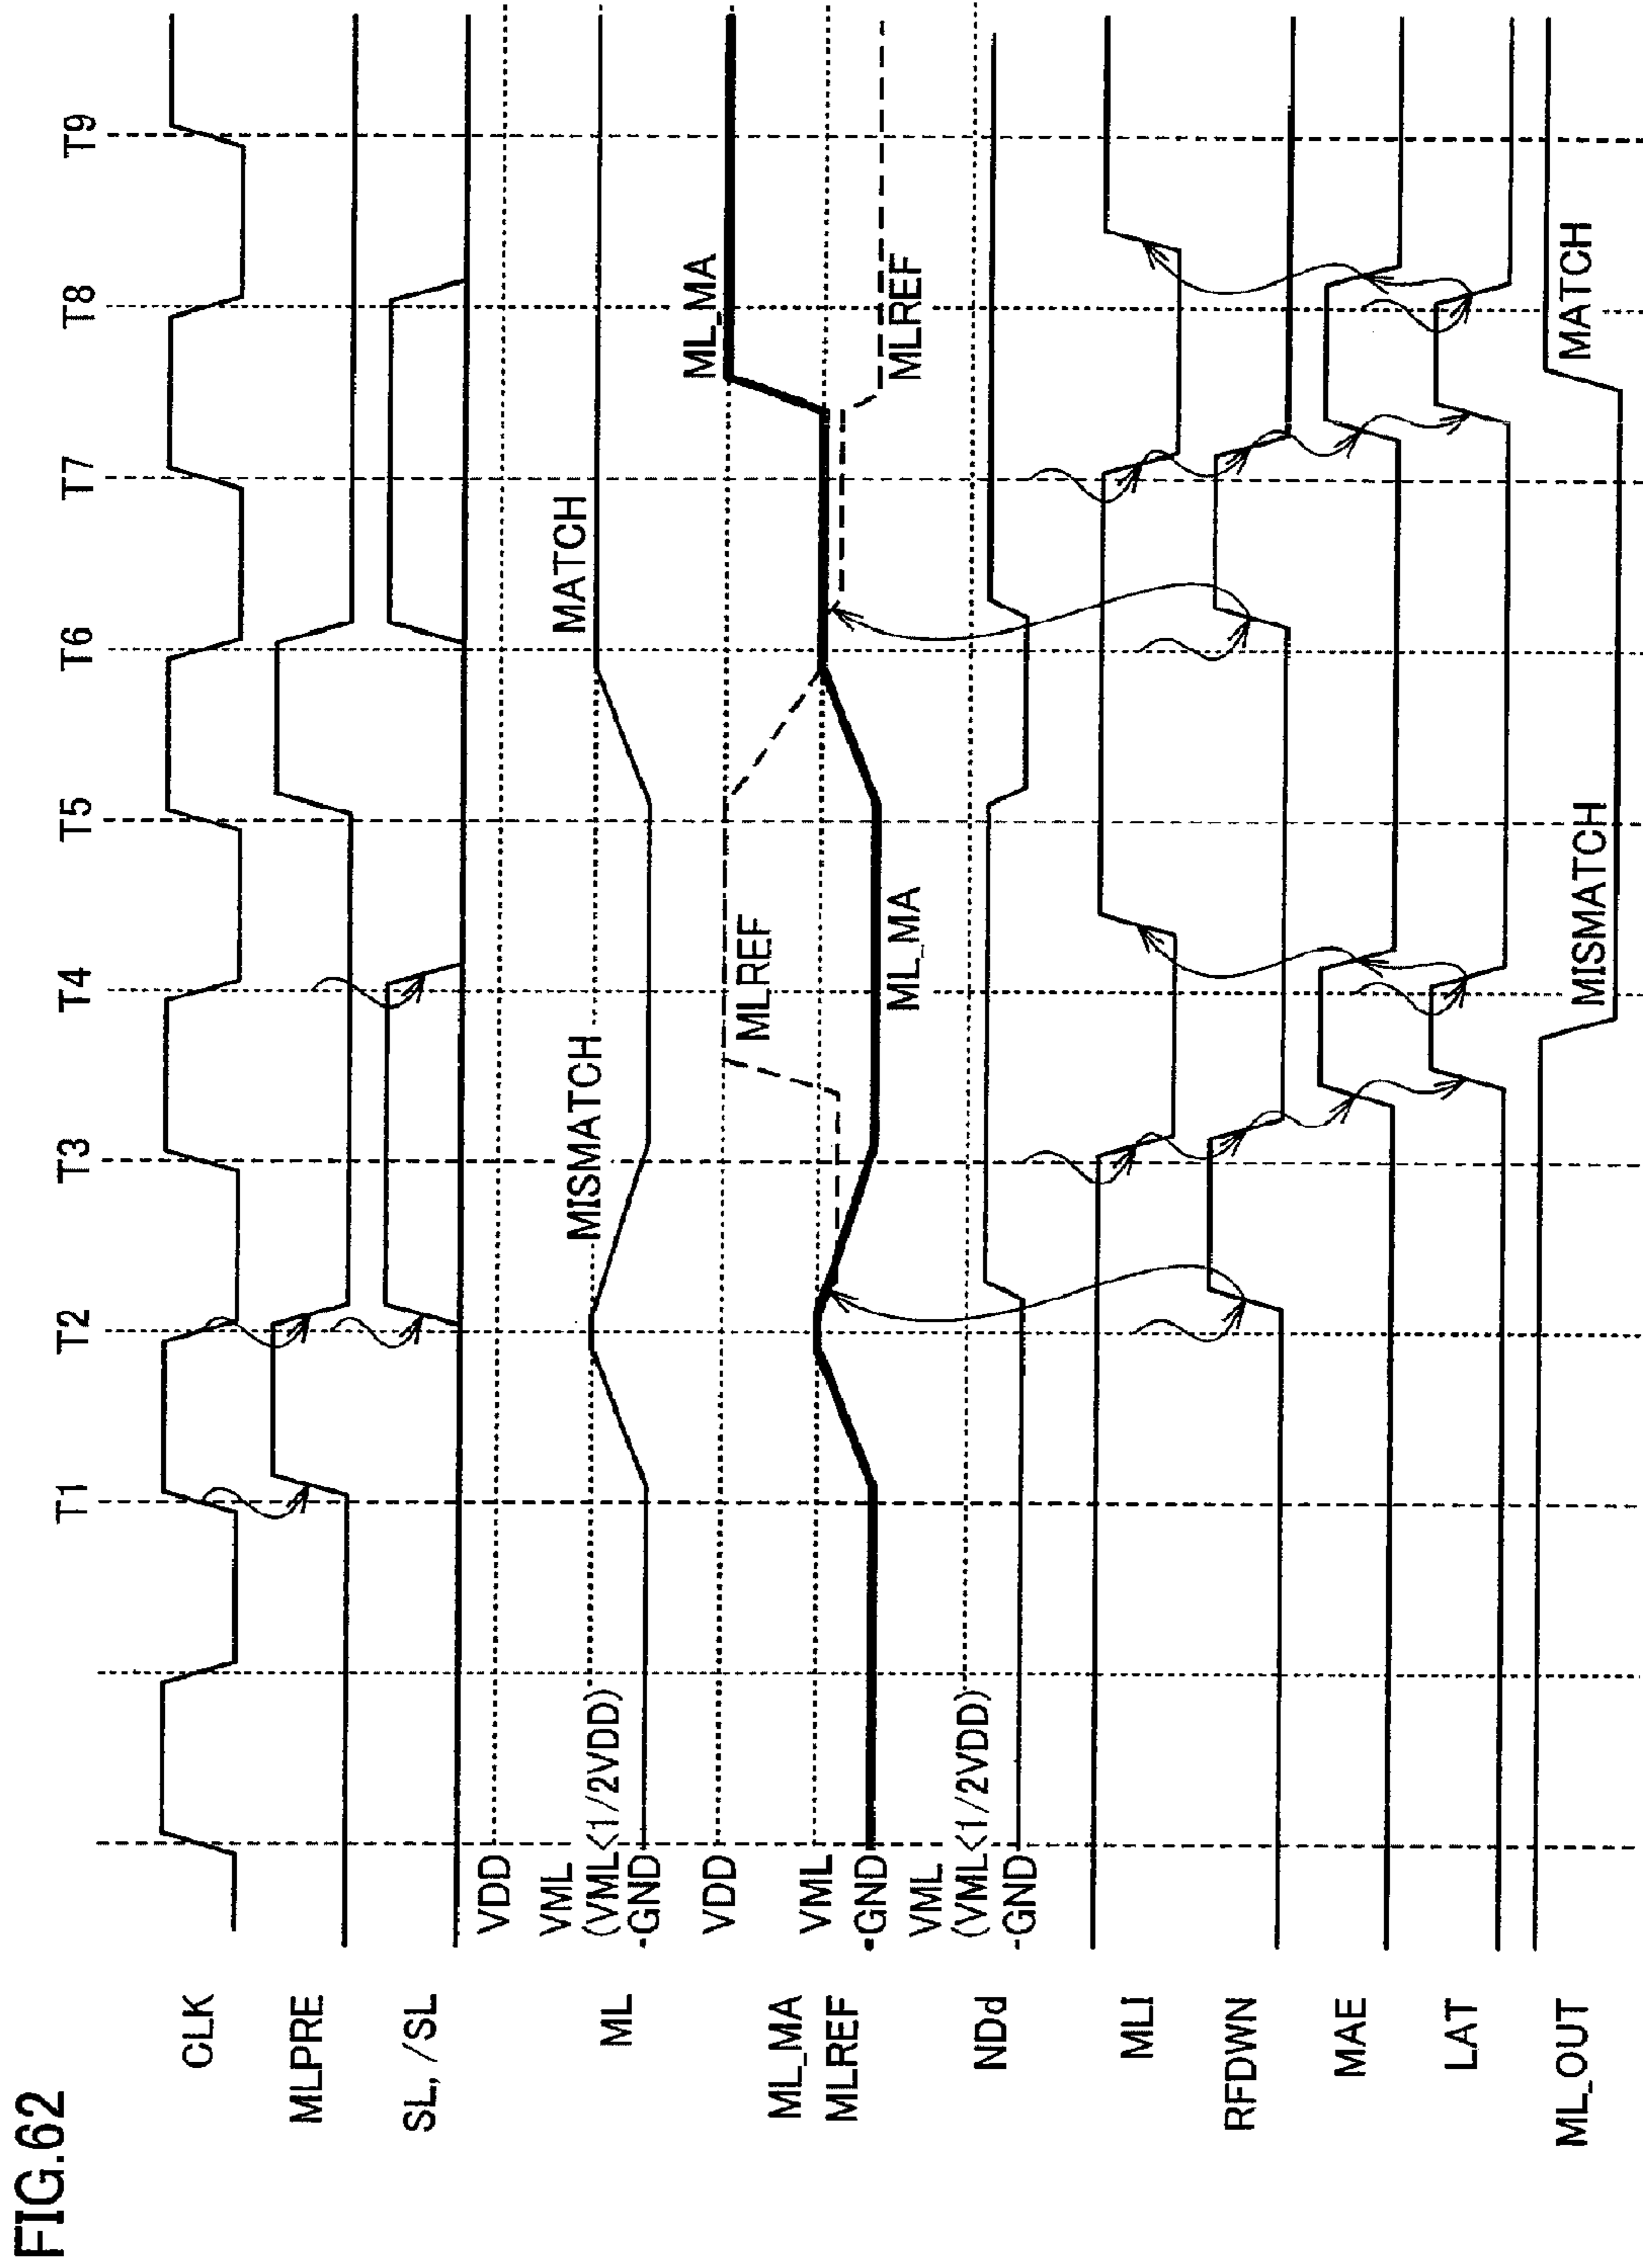 FIG.62
T1 T2 T3 T4 T5 T6 T7 T8 T9
CLK
MLPRE
SL, /SL
VDD
VML
(VML<1/2VDD)
GND
ML
MISMATCH
MATCH
VDD
VML
GND
ML_MA
MLREF
MLREF
ML_MA
ML_MA
MLREF
VML
(VML<1/2VDD)
GND
NDd
MLI
RFDWN
MAE
LAT
ML_OUT
MISMATCH
MATCH